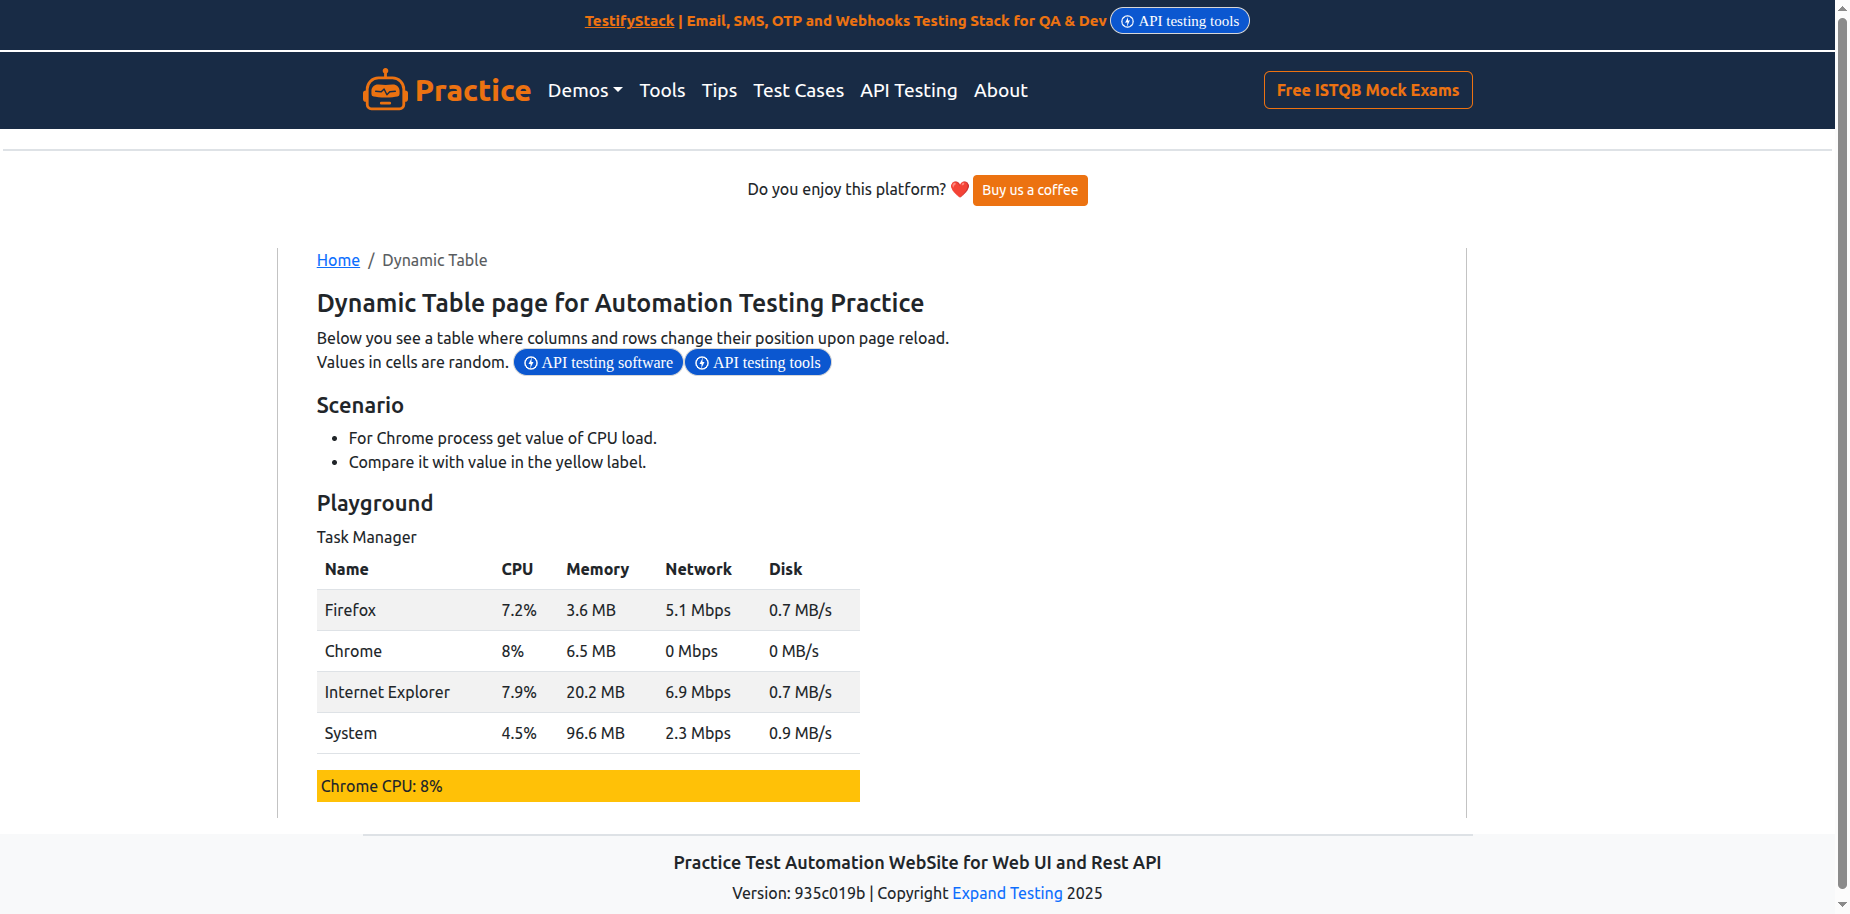 TestifyStack | Email, SMS, OTP and Webhooks Testing Stack for QA & Dev API testing tools
Practice Demos Tools Tips Test Cases API Testing About Free ISTQB Mock Exams
Do you enjoy this platform? ❤️ Buy us a coffee
Home / Dynamic Table
Dynamic Table page for Automation Testing Practice
Below you see a table where columns and rows change their position upon page reload.
Values in cells are random. API testing software API testing tools
Scenario
• For Chrome process get value of CPU load.
• Compare it with value in the yellow label.
Playground
Task Manager
Name CPU Memory Network Disk
Firefox 7.2% 3.6 MB 5.1 Mbps 0.7 MB/s
Chrome 8% 6.5 MB 0 Mbps 0 MB/s
Internet Explorer 7.9% 20.2 MB 6.9 Mbps 0.7 MB/s
System 4.5% 96.6 MB 2.3 Mbps 0.9 MB/s
Chrome CPU: 8%
Practice Test Automation WebSite for Web UI and Rest API
Version: 935c019b | Copyright Expand Testing 2025